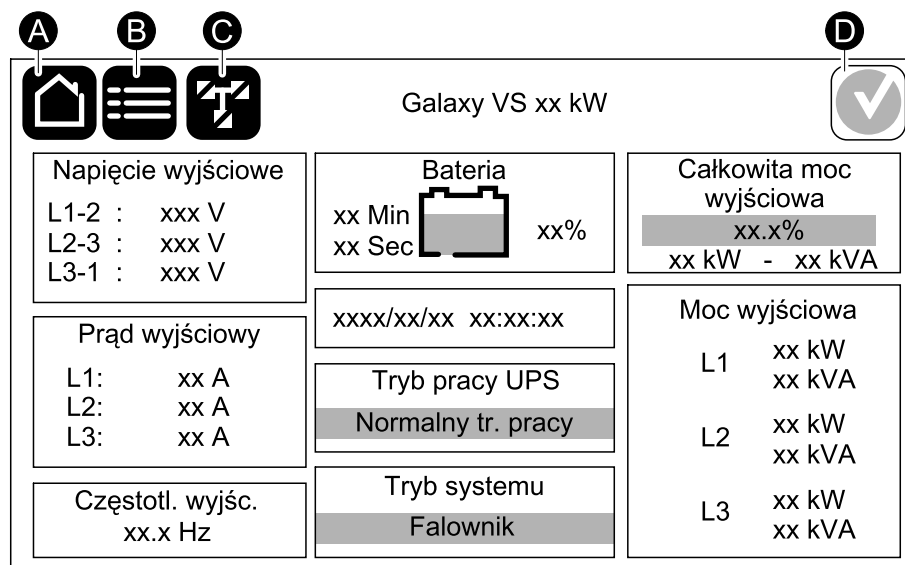 A B C D
Galaxy VS xx kW
Napięcie wyjściowe
L1-2 : xxx V
L2-3 : xxx V
L3-1 : xxx V
Prąd wyjściowy
L1: xx A
L2: xx A
L3: xx A
Częstotl. wyjśc.
xx.x Hz
Bateria
xx Min
xx Sec
xx%
xxxx/xx/xx xx:xx:xx
Tryb pracy UPS
Normalny tr. pracy
Tryb systemu
Falownik
Całkowita moc
wyjściowa
xx.x%
xx kW - xx kVA
Moc wyjściowa
L1 xx kW
xx kVA
L2 xx kW
xx kVA
L3 xx kW
xx kVA